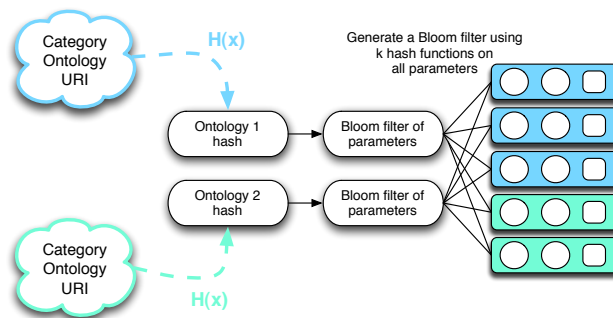 Category
Ontology
URI
H(x)
Generate a Bloom filter using
k hash functions on
all parameters
Ontology 1
hash
Bloom filter of
parameters
Ontology 2
hash
Bloom filter of
parameters
Category
Ontology
URI
H(x)